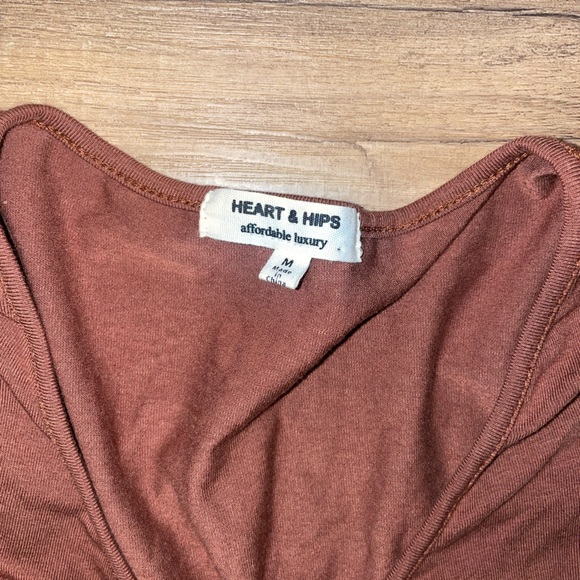 HEART & HIPS
affordable luxury
M
Made
in
China